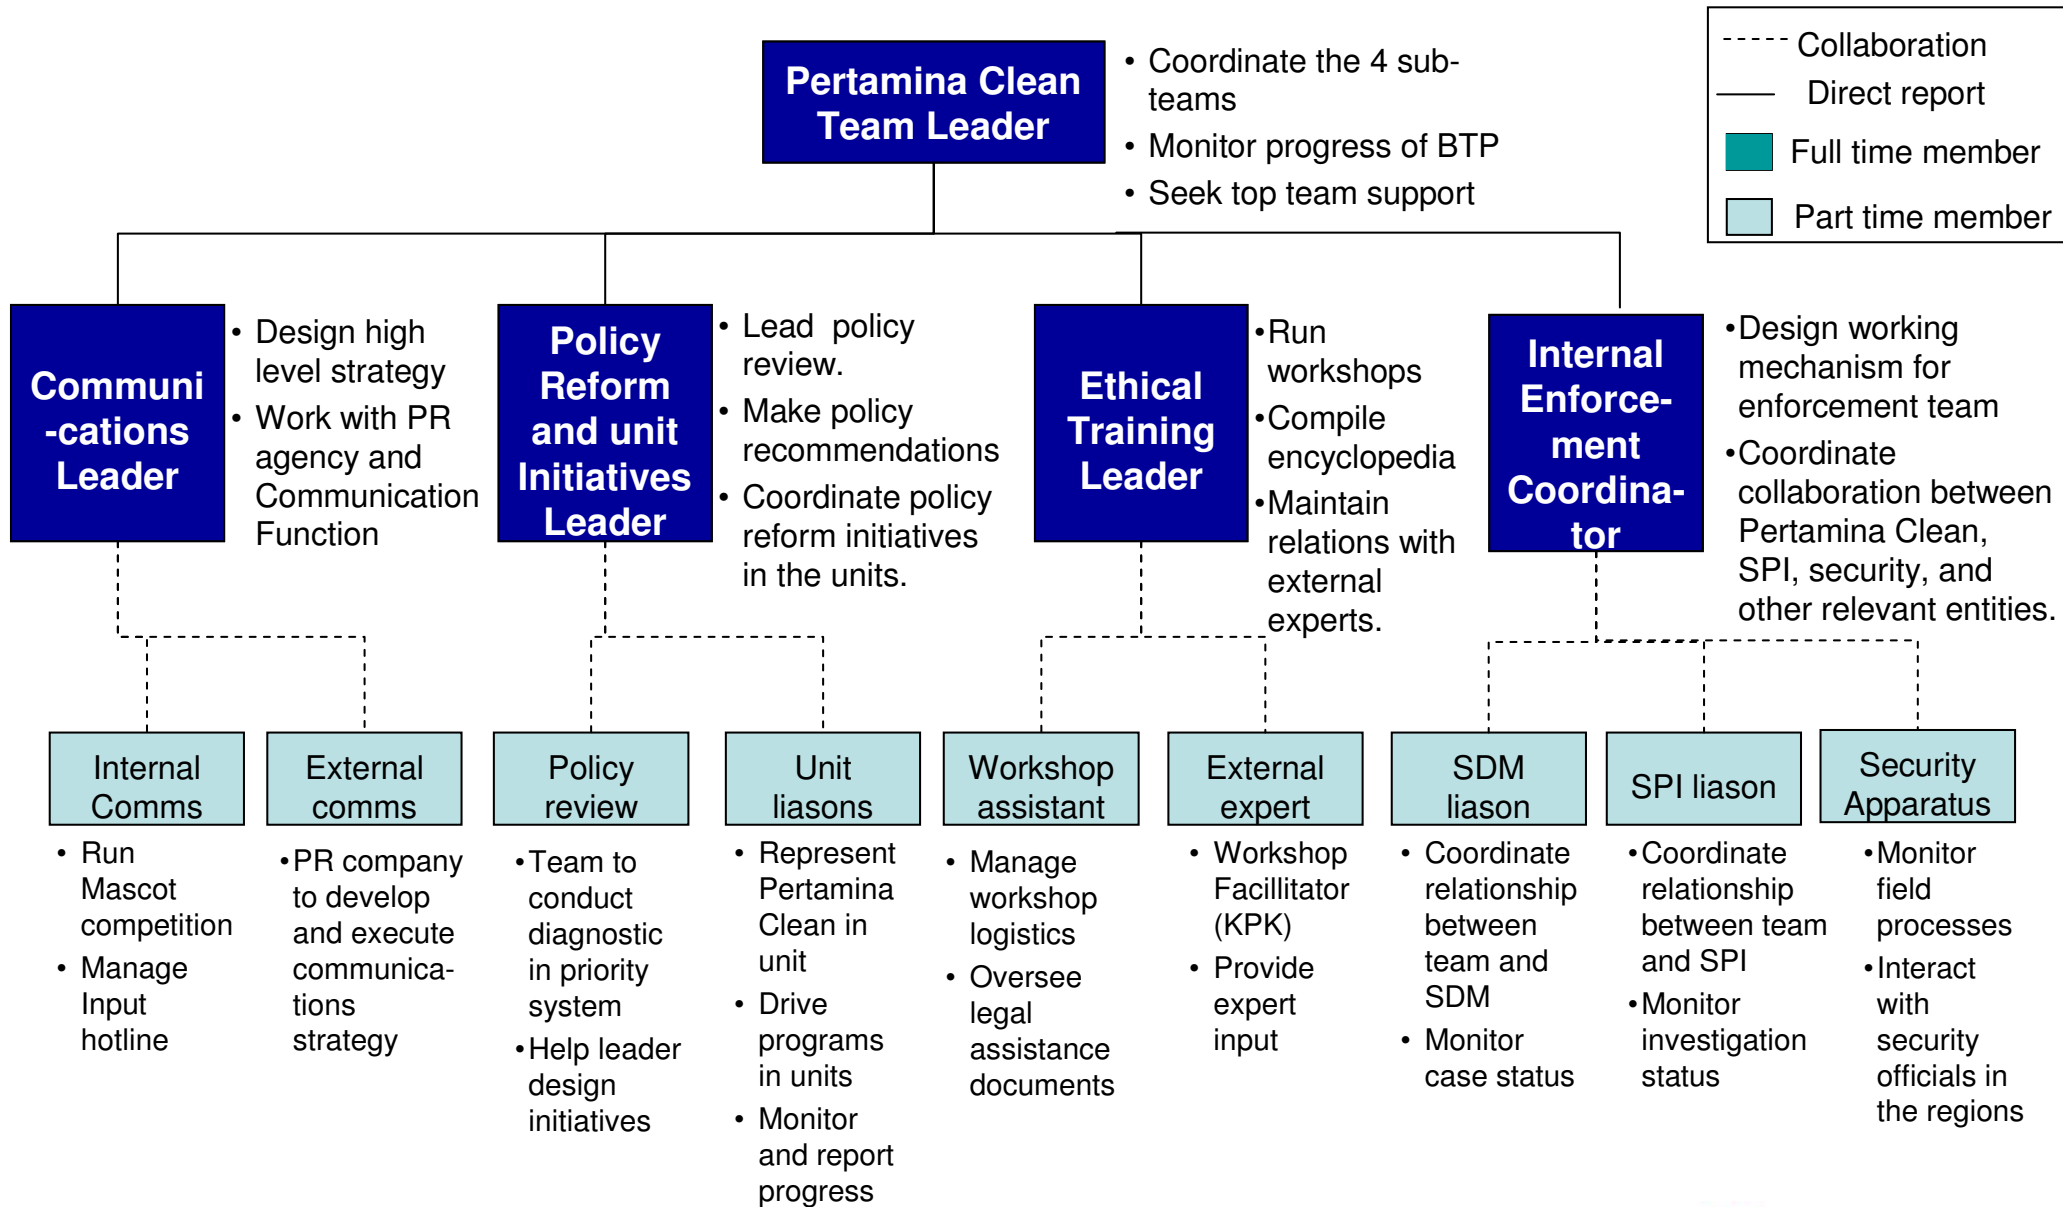 Pertamina Clean
Team Leader
• Coordinate the 4 sub-
teams
• Monitor progress of BTP
• Seek top team support
Collaboration
Direct report
Full time member
Part time member
Communi
-cations
Leader
• Design high
level strategy
• Work with PR
agency and
Communication
Function
Policy
Reform
and unit
Initiatives
Leader
• Lead policy
review.
• Make policy
recommendations
• Coordinate policy
reform initiatives
in the units.
Ethical
Training
Leader
•Run
workshops
•Compile
encyclopedia
•Maintain
relations with
external
experts.
Internal
Enforce-
ment
Coordina-
tor
•Design working
mechanism for
enforcement team
•Coordinate
collaboration between
Pertamina Clean,
SPI, security, and
other relevant entities.
Internal
Comms
• Run
Mascot
competition
• Manage
Input
hotline
External
comms
•PR company
to develop
and execute
communica-
tions
strategy
Policy
review
•Team to
conduct
diagnostic
in priority
system
•Help leader
design
initiatives
Unit
liasons
• Represent
Pertamina
Clean in
unit
• Drive
programs
in units
• Monitor
and report
progress
Workshop
assistant
• Manage
workshop
logistics
• Oversee
legal
assistance
documents
External
expert
• Workshop
Facillitator
(KPK)
• Provide
expert
input
SDM
liason
• Coordinate
relationship
between
team and
SDM
• Monitor
case status
SPI liason
•Coordinate
relationship
between team
and SPI
•Monitor
investigation
status
Security
Apparatus
•Monitor
field
processes
•Interact
with
security
officials in
the regions